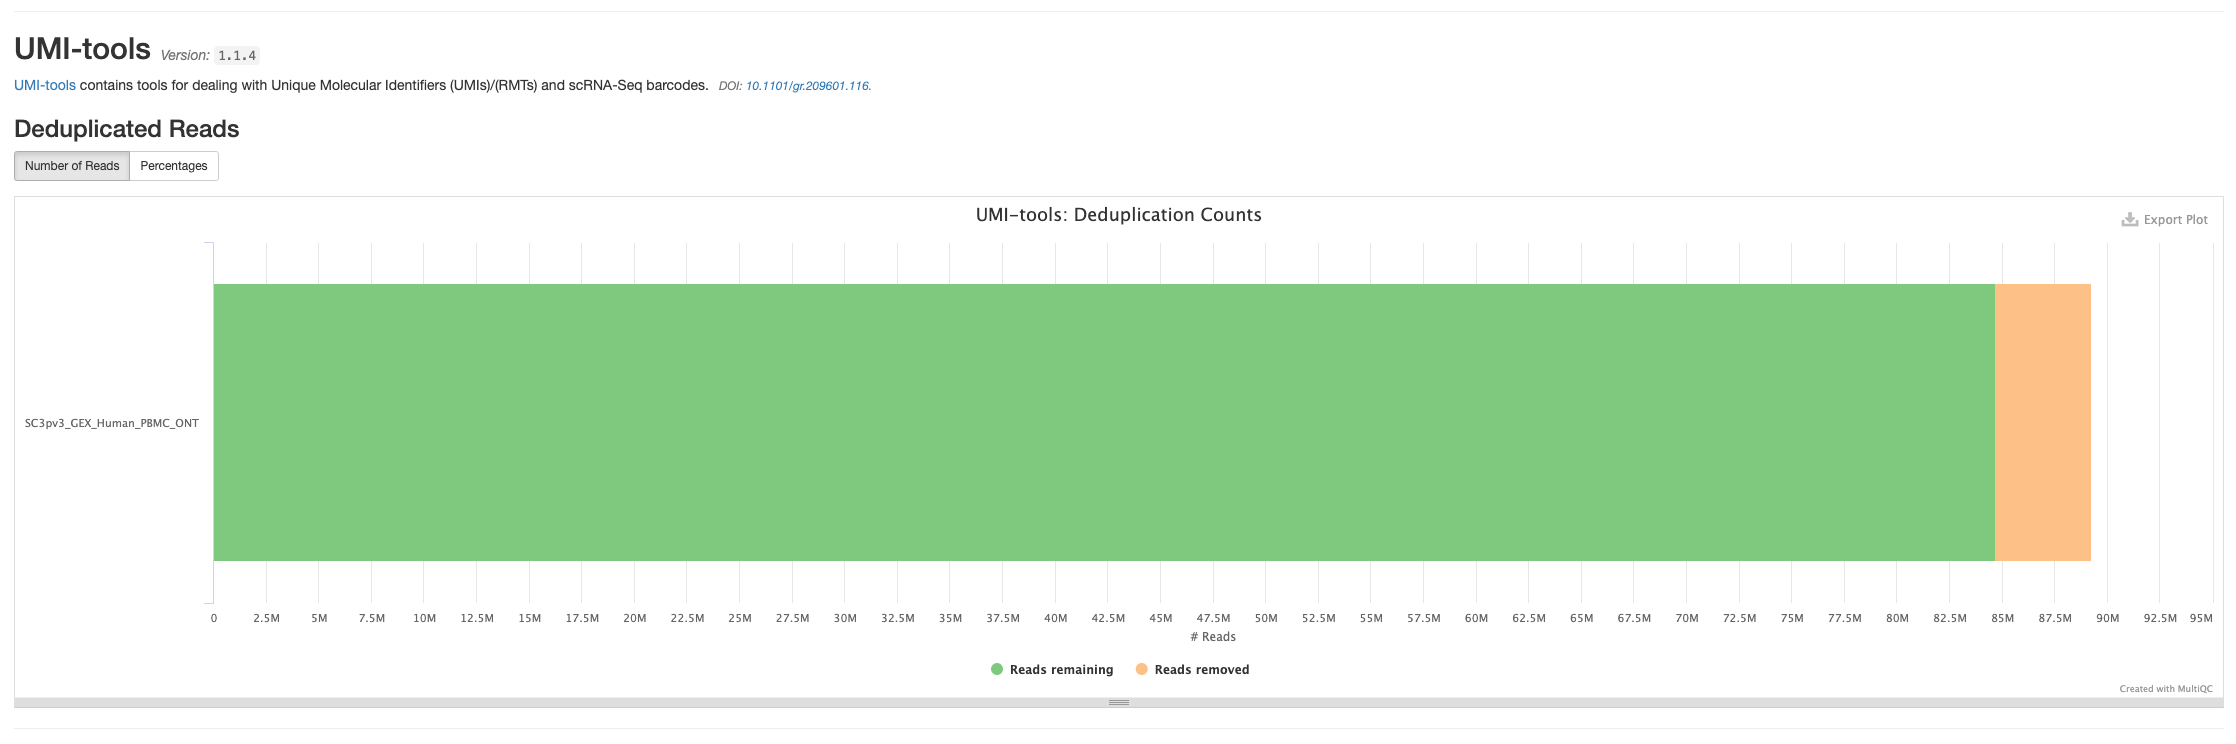 UMI-tools Version: 1.1.4
UMI-tools contains tools for dealing with Unique Molecular Identifiers (UMIs)/(RMTs) and scRNA-Seq barcodes. DOI: 10.1101/gr.209601.116.
Deduplicated Reads
Number of Reads Percentages
UMI-tools: Deduplication Counts
Export Plot
SC3pv3_GEX_Human_PBMC_ONT
0 2.5M 5M 7.5M 10M 12.5M 15M 17.5M 20M 22.5M 25M 27.5M 30M 32.5M 35M 37.5M 40M 42.5M 45M 47.5M 50M 52.5M 55M 57.5M 60M 62.5M 65M 67.5M 70M 72.5M 75M 77.5M 80M 82.5M 85M 87.5M 90M 92.5M 95M
# Reads
Reads remaining Reads removed
Created with MultiQC